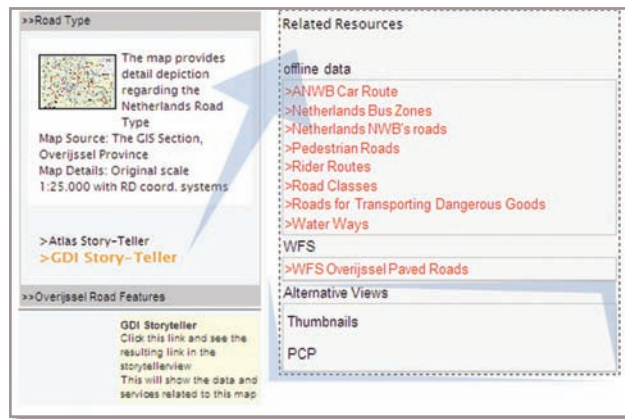 >>Road Type
The map provides
detail depiction
regarding the
Netherlands Road
Type
Map Source: The GIS Section,
Overijssel Province
Map Details: Original scale
1:25.000 with RD coord. systems
>Atlas Story-Teller
>GDI Story-Teller
>>Overijssel Road Features
GDI Storyteller
Click this link and see the
resulting link in the
storytellerview
This will show the data and
services related to this map
Related Resources
offline data
>ANWB Car Route
>Netherlands Bus Zones
>Netherlands NWB's roads
>Pedestrian Roads
>Rider Routes
>Road Classes
>Roads for Transporting Dangerous Goods
>Water Ways
WFS
>WFS Overijssel Paved Roads
Alternative Views
Thumbnails
PCP